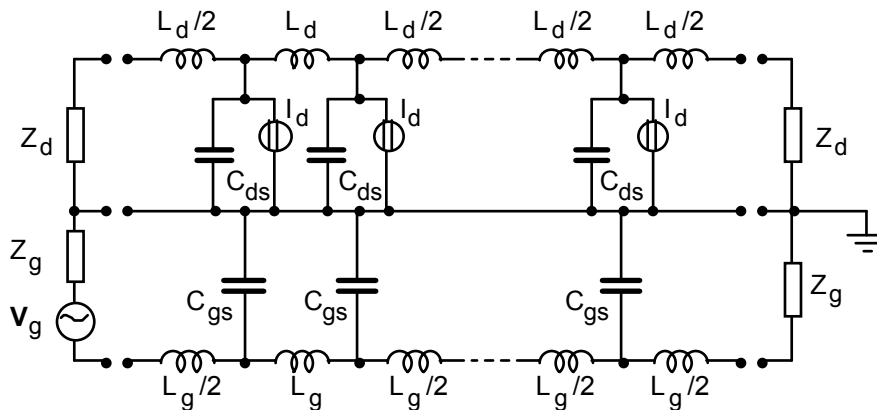 L_d/2 L_d L_d/2 L_d L_d/2
I_d I_d I_d
Z_d Z_d
C_ds C_ds C_ds
Z_g
C_gs C_gs C_gs Z_g
V_g
L_g/2 L_g L_g/2 L_g/2 L_g/2